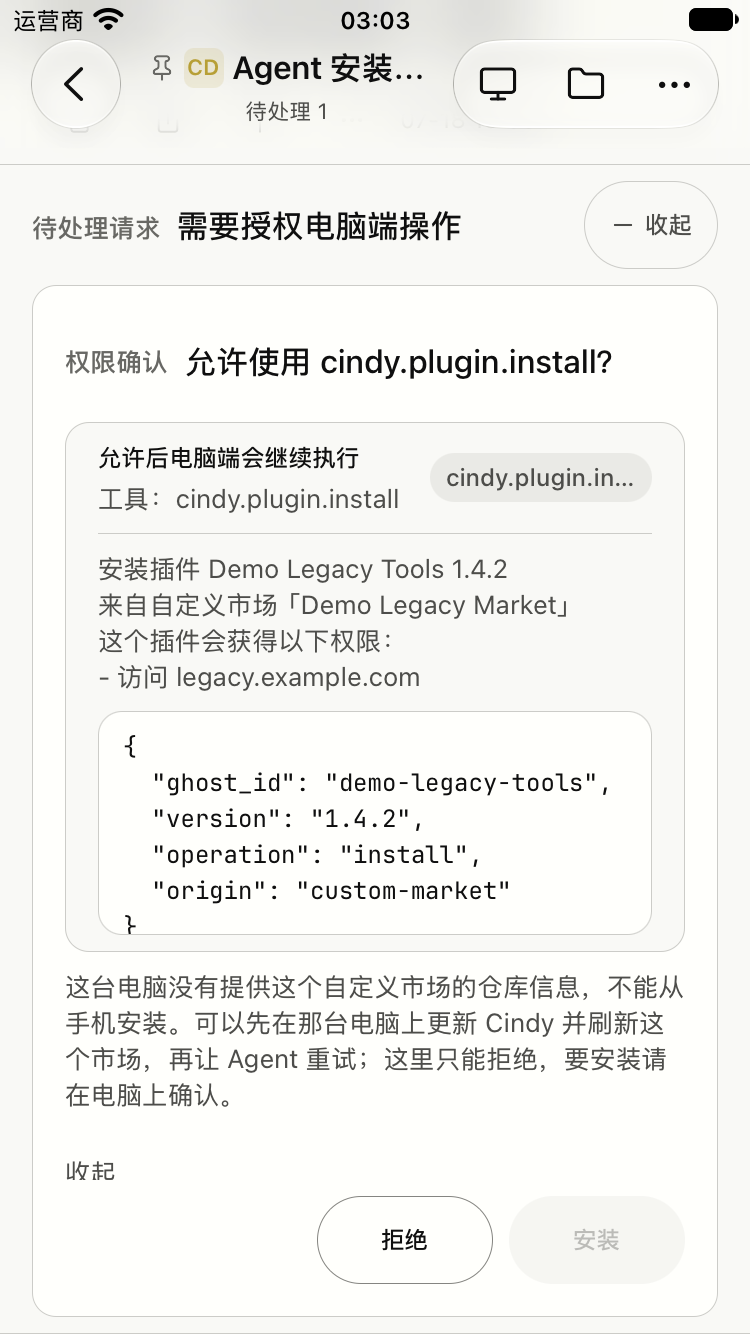 运营商
03:03
CD Agent 安装...
待处理 1
待处理请求 需要授权电脑端操作
收起
权限确认 允许使用 cindy.plugin.install?
允许后电脑端会继续执行
工具：cindy.plugin.install
cindy.plugin.in...
安装插件 Demo Legacy Tools 1.4.2
来自自定义市场「Demo Legacy Market」
这个插件会获得以下权限：
- 访问 legacy.example.com
{
"ghost_id": "demo-legacy-tools",
"version": "1.4.2",
"operation": "install",
"origin": "custom-market"
}
这台电脑没有提供这个自定义市场的仓库信息，不能从
手机安装。可以先在那台电脑上更新 Cindy 并刷新这
个市场，再让 Agent 重试；这里只能拒绝，要安装请
在电脑上确认。
收起
拒绝
安装